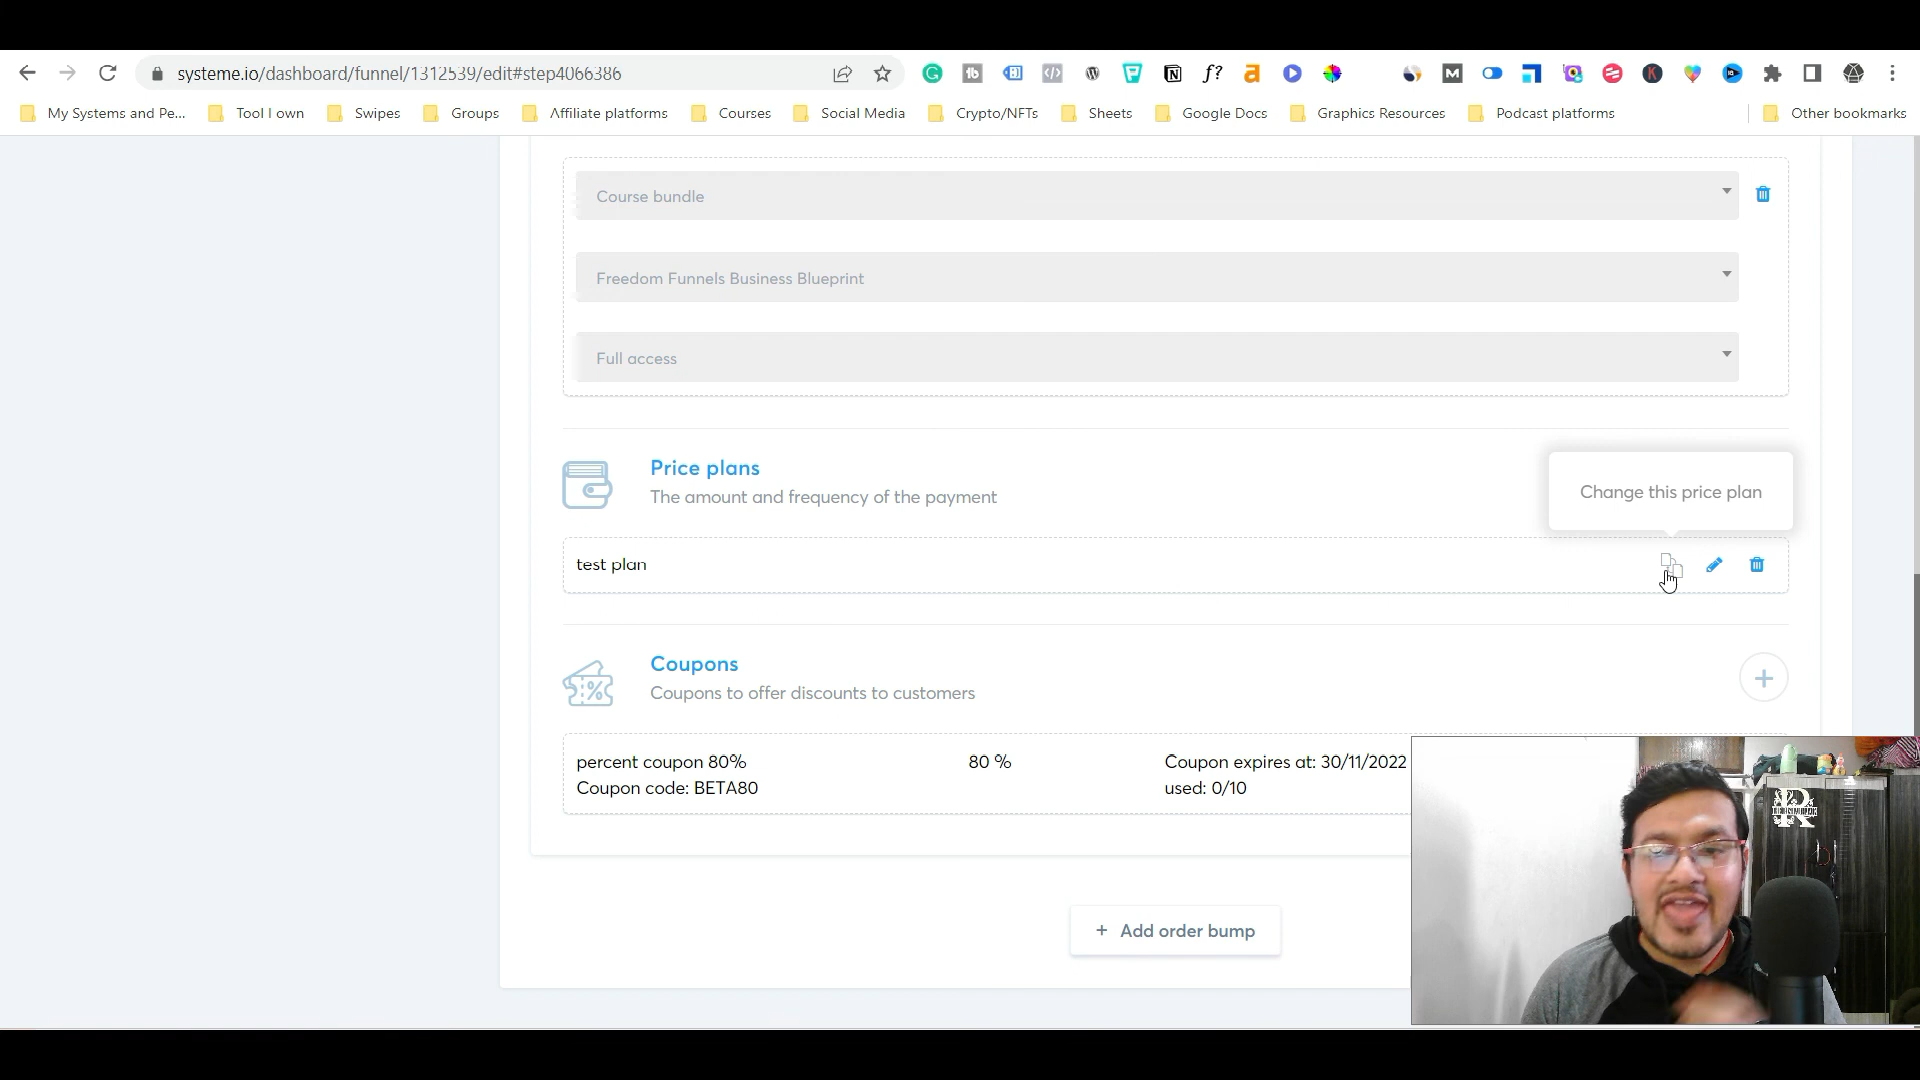 systeme.io/dashboard/funnel/1312539/edit#step4066386
My Systems and Pe...
Tool I own
Swipes
Groups
Affiliate platforms
Courses
Social Media
Crypto/NFTs
Sheets
Google Docs
Graphics Resources
Podcast platforms
Other bookmarks
Course bundle
Freedom Funnels Business Blueprint
Full access
Price plans
The amount and frequency of the payment
Change this price plan
test plan
Coupons
Coupons to offer discounts to customers
percent coupon 80%
80 %
Coupon expires at: 30/11/2022
Coupon code: BETA80
used: 0/10
+ Add order bump